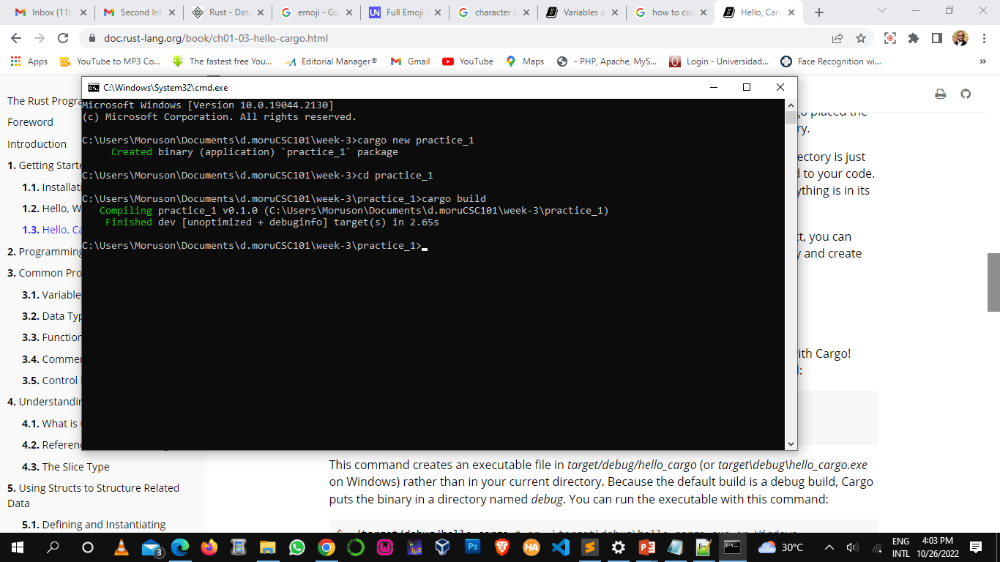 Inbox (11)
Second Int
Rust - Data
emoji - Go
Full Emoji L
character c
Variables a
how to con
Hello, Carg
doc.rust-lang.org/book/ch01-03-hello-cargo.html
Apps
YouTube to MP3 Co...
The fastest free You...
Editorial Manager®
Gmail
YouTube
Maps
- PHP, Apache, MyS...
Login - Universidad...
Face Recognition wi...
»
C:\Windows\System32\cmd.exe
Microsoft Windows [Version 10.0.19044.2130]
(c) Microsoft Corporation. All rights reserved.
C:\Users\Moruson\Documents\d.moruCSC101\week-3>cargo new practice_1
Created binary (application) `practice_1` package
C:\Users\Moruson\Documents\d.moruCSC101\week-3>cd practice_1
C:\Users\Moruson\Documents\d.moruCSC101\week-3\practice_1>cargo build
Compiling practice_1 v0.1.0 (C:\Users\Moruson\Documents\d.moruCSC101\week-3\practice_1)
Finished dev [unoptimized + debuginfo] target(s) in 2.65s
C:\Users\Moruson\Documents\d.moruCSC101\week-3\practice_1>
The Rust Progra
Foreword
Introduction
1. Getting Starte
1.1. Installati
1.2. Hello, W
1.3. Hello, Ca
2. Programming
3. Common Pro
3.1. Variable
3.2. Data Typ
3.3. Function
3.4. Commen
3.5. Control
4. Understandin
4.1. What is
4.2. Referenc
4.3. The Slice Type
5. Using Structs to Structure Related
Data
5.1. Defining and Instantiating
go placed the
ry.
ectory is just
d to your code.
ything is in its
ct, you can
y and create
with Cargo!
d:
This command creates an executable file in target/debug/hello_cargo (or target\debug\hello_cargo.exe
on Windows) rather than in your current directory. Because the default build is a debug build, Cargo
puts the binary in a directory named debug. You can run the executable with this command:
3
30°C
ENG
INTL
4:03 PM
10/26/2022